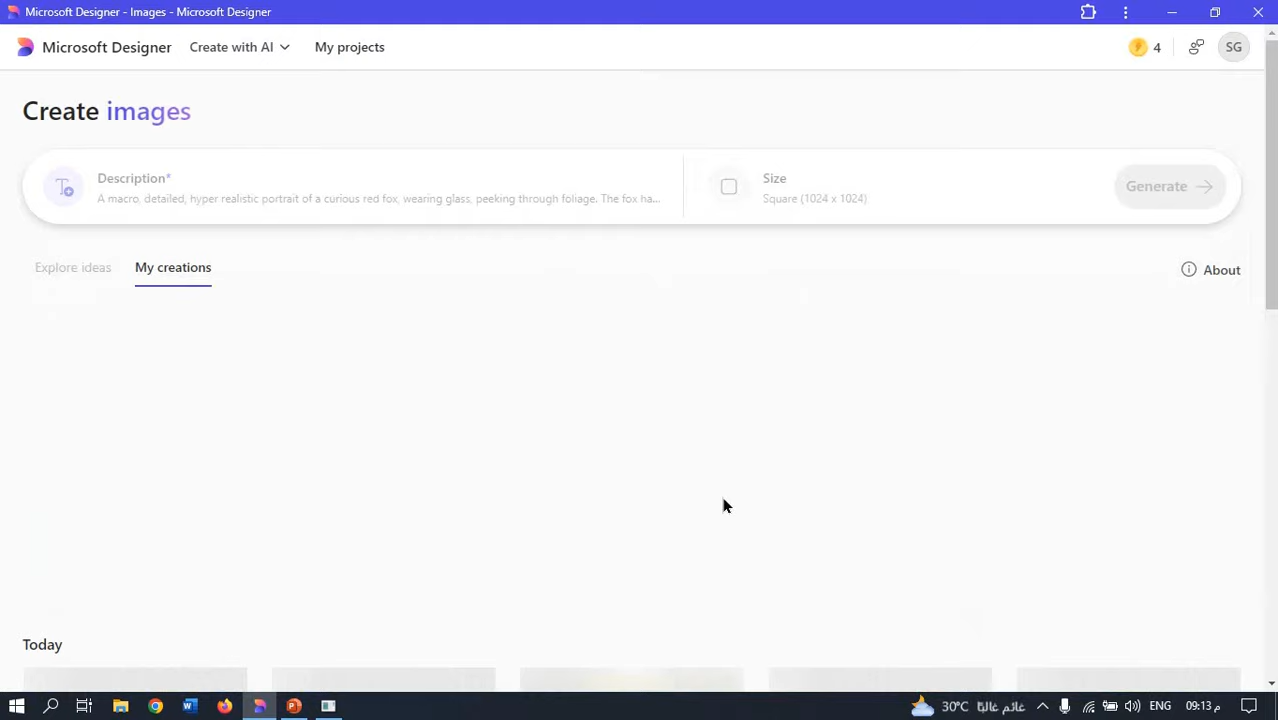 Microsoft Designer - Images - Microsoft Designer
Microsoft Designer Create with AI My projects 4 SG
Create images
Description*
A macro, detailed, hyper realistic portrait of a curious red fox, wearing glass, peeking through foliage. The fox ha...
Size
Square (1024 x 1024)
Generate
Explore ideas My creations About
Today
30°C غائم غالبًا ENG 09:13 م